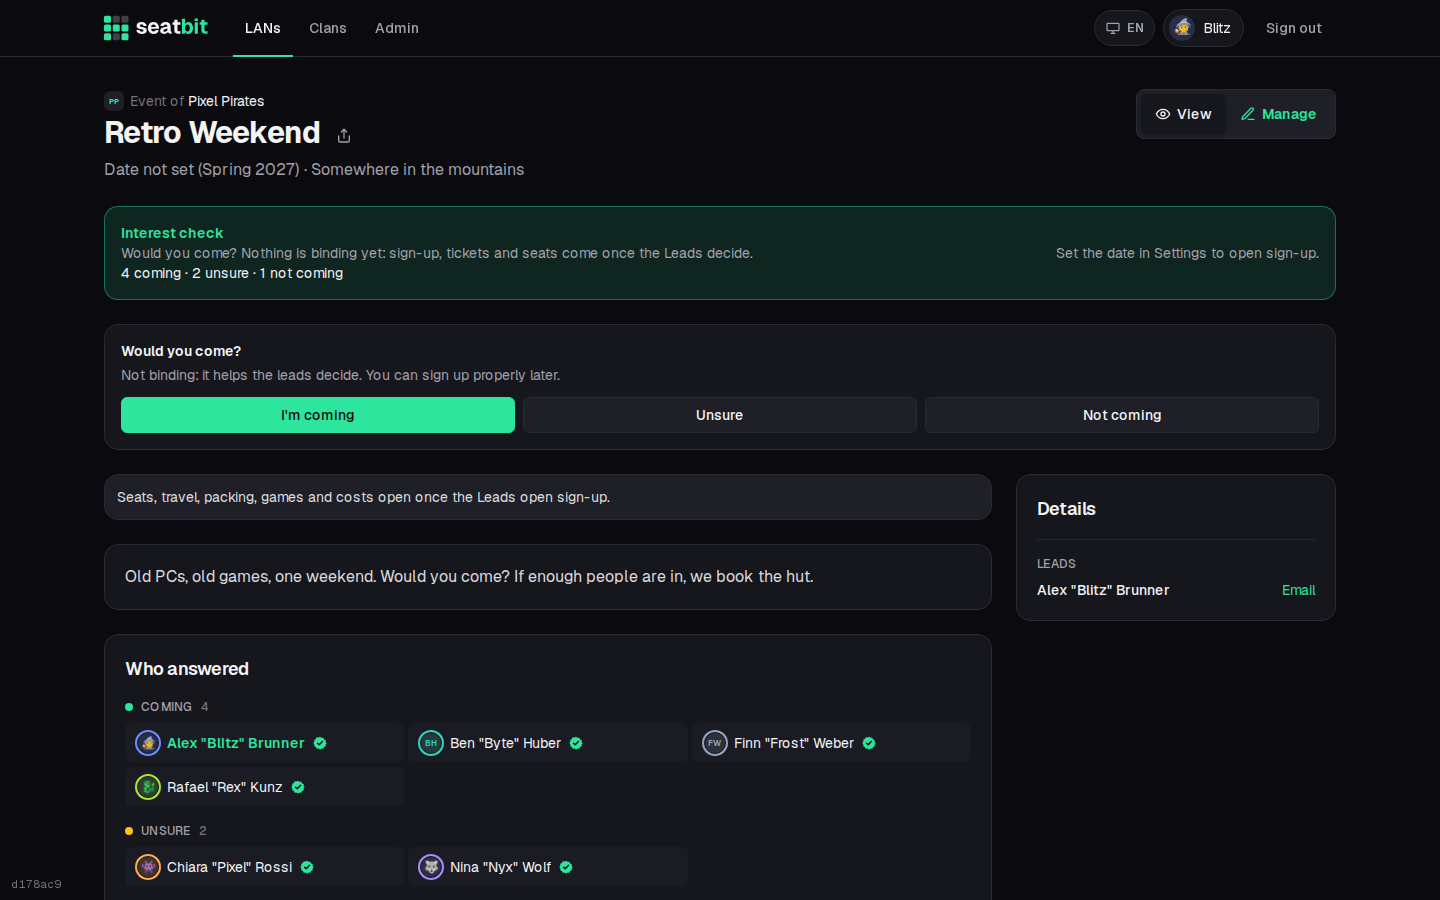 seatbit
LANs
Clans
Admin
EN
Blitz
Sign out
PP
Event of Pixel Pirates
Retro Weekend
View
Manage
Date not set (Spring 2027) · Somewhere in the mountains
Interest check
Would you come? Nothing is binding yet: sign-up, tickets and seats come once the Leads decide.
4 coming · 2 unsure · 1 not coming
Set the date in Settings to open sign-up.
Would you come?
Not binding: it helps the leads decide. You can sign up properly later.
I'm coming
Unsure
Not coming
Seats, travel, packing, games and costs open once the Leads open sign-up.
Old PCs, old games, one weekend. Would you come? If enough people are in, we book the hut.
Details
LEADS
Alex "Blitz" Brunner
Email
Who answered
COMING 4
Alex "Blitz" Brunner
BH
Ben "Byte" Huber
FW
Finn "Frost" Weber
Rafael "Rex" Kunz
UNSURE 2
Chiara "Pixel" Rossi
Nina "Nyx" Wolf
d178ac9